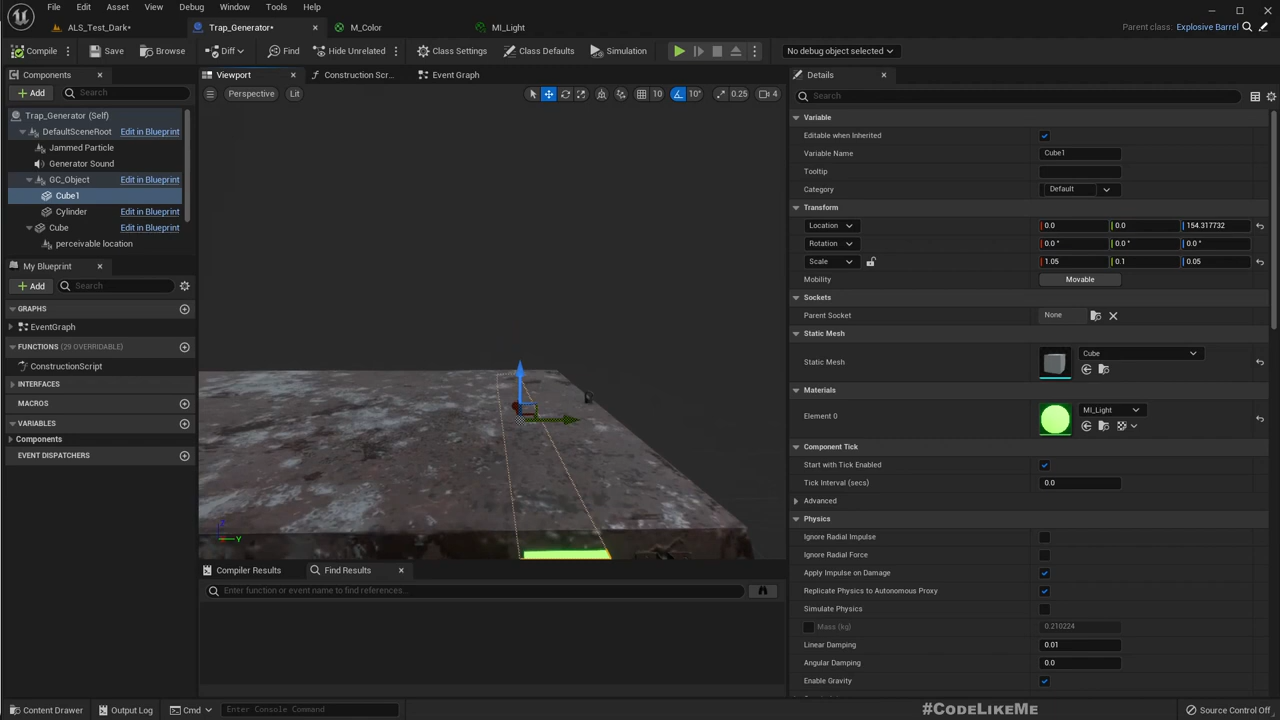 File Edit Asset View Debug Window Tools Help
ALS_Test_Dark* Trap_Generator* M_Color MI_Light
Parent class: Explosive Barrel
Compile Save Browse Diff Find Hide Unrelated Class Settings Class Defaults Simulation No debug object selected
Components Viewport Construction Scr... Event Graph Details
Add Search
Perspective Lit 10 10° 0.25 4
Search
Trap_Generator (Self)
DefaultSceneRoot Edit in Blueprint
Jammed Particle
Generator Sound
GC_Object Edit in Blueprint
Cube1
Cylinder Edit in Blueprint
Cube Edit in Blueprint
perceivable location
My Blueprint
Add Search
GRAPHS
EventGraph
FUNCTIONS (29 OVERRIDABLE)
ConstructionScript
INTERFACES
MACROS
VARIABLES
Components
EVENT DISPATCHERS
Y
Compiler Results Find Results
Enter function or event name to find references...
Variable
Editable when Inherited
Variable Name Cube1
Tooltip
Category Default
Transform
Location 0.0 0.0 154.317732
Rotation 0.0 ° 0.0 ° 0.0 °
Scale 1.05 0.1 0.05
Mobility Movable
Sockets
Parent Socket None
Static Mesh
Static Mesh Cube
Materials
Element 0 MI_Light
Component Tick
Start with Tick Enabled
Tick Interval (secs) 0.0
Advanced
Physics
Ignore Radial Impulse
Ignore Radial Force
Apply Impulse on Damage
Replicate Physics to Autonomous Proxy
Simulate Physics
Mass (kg) 0.210224
Linear Damping 0.01
Angular Damping 0.0
Enable Gravity
Content Drawer Output Log Cmd Enter Console Command #CodeLikeMe Source Control Off